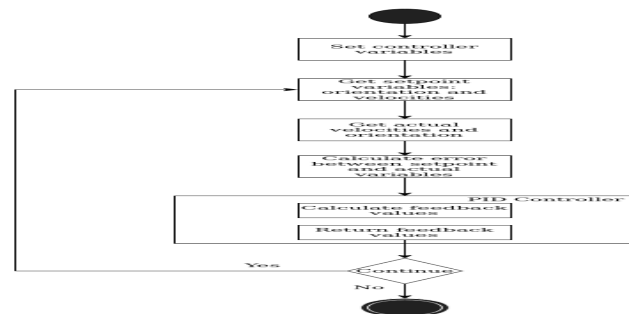 Set controller
variables
Get setpoint
variables:
orientation and
velocities
Get actual
velocities and
orientation
Calculate error
between setpoint
and actual
variables
PID Controller
Calculate feedback
values
Return feedback
values
Continue
Yes
No